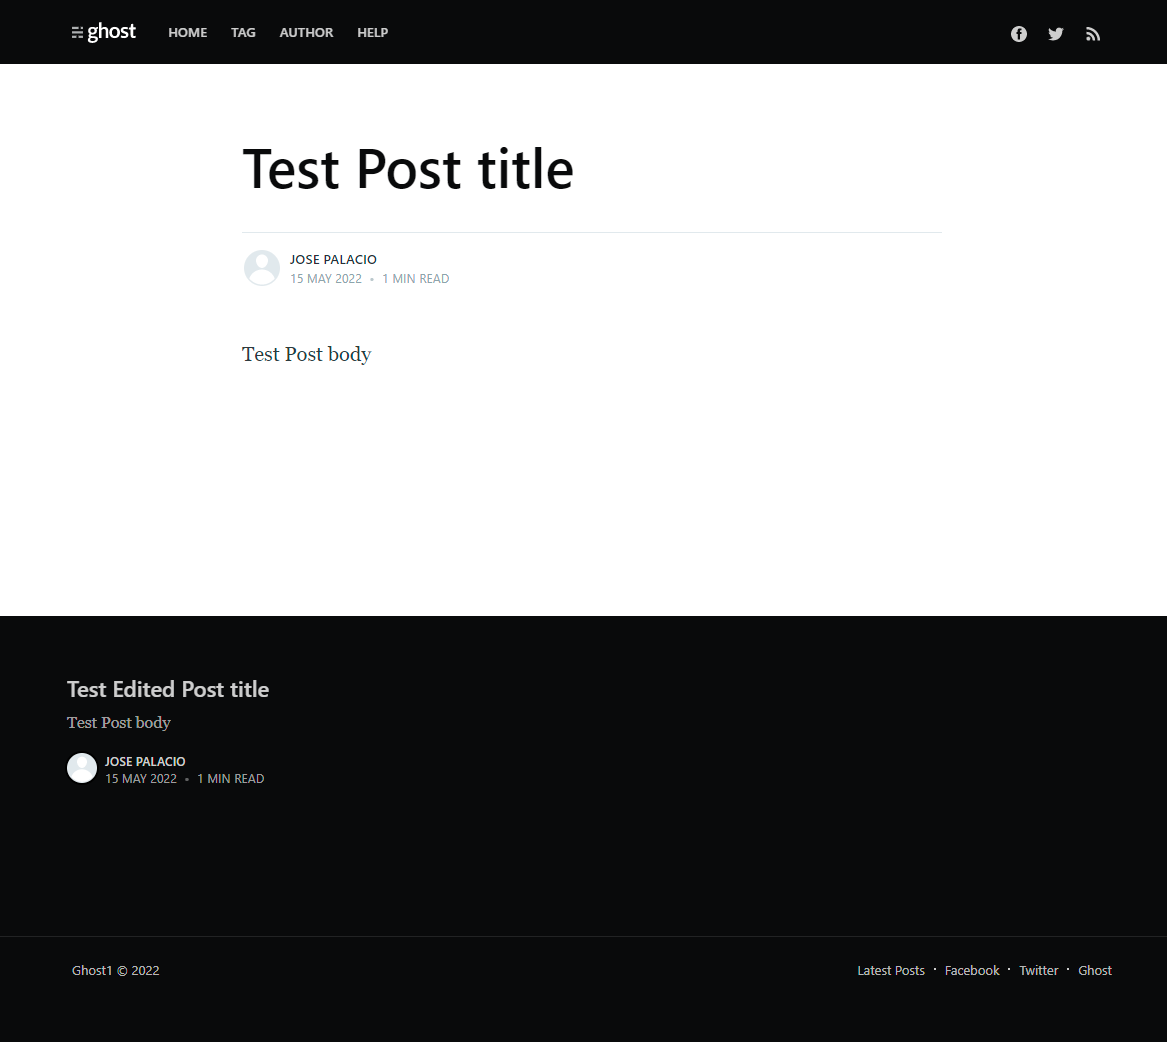 ghost HOME TAG AUTHOR HELP
Test Post title
JOSE PALACIO
15 MAY 2022 • 1 MIN READ
Test Post body
Test Edited Post title
Test Post body
JOSE PALACIO
15 MAY 2022 • 1 MIN READ
Ghost1 © 2022 Latest Posts · Facebook · Twitter · Ghost